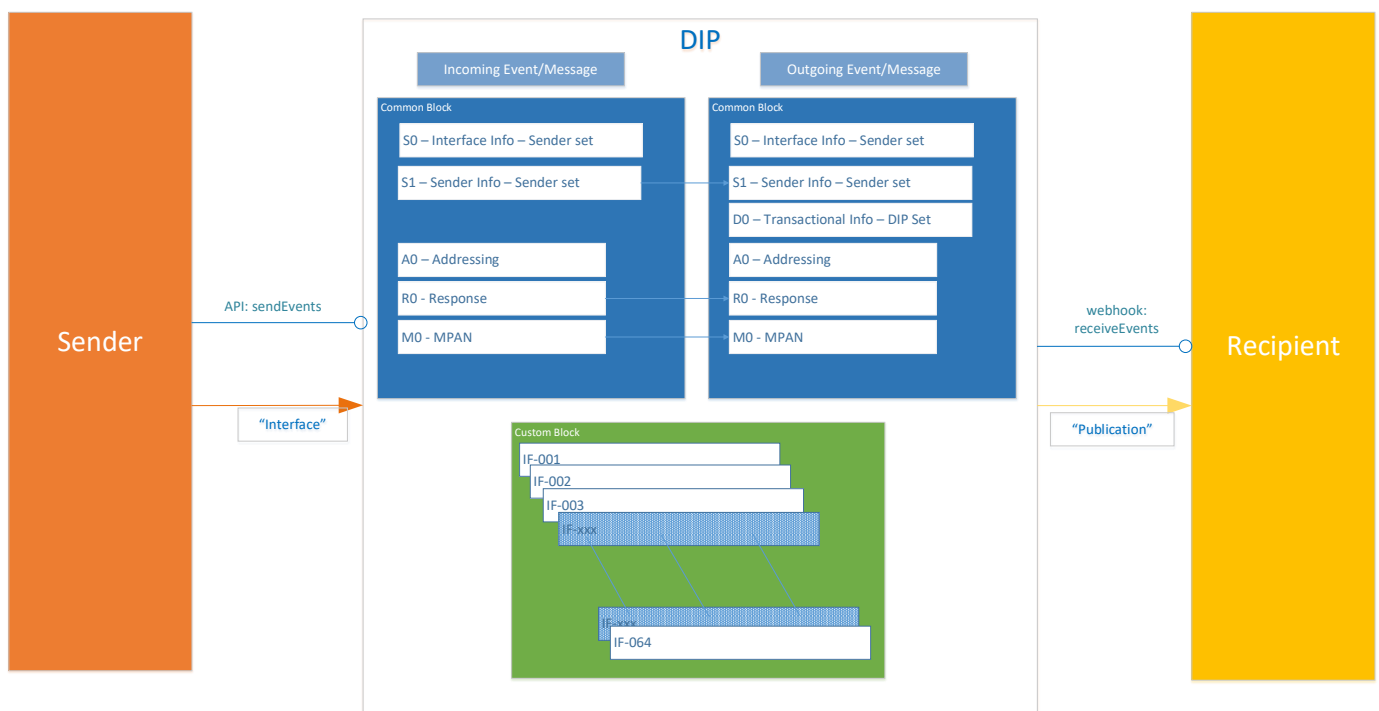 DIP
Incoming Event/Message
Outgoing Event/Message
Common Block
S0 – Interface Info – Sender set
S1 – Sender Info – Sender set
A0 – Addressing
R0 - Response
M0 - MPAN
Common Block
S0 – Interface Info – Sender set
S1 – Sender Info – Sender set
D0 – Transactional Info – DIP Set
A0 – Addressing
R0 - Response
M0 - MPAN
Sender
API: sendEvents
“Interface”
webhook:
receiveEvents
“Publication”
Recipient
Custom Block
IF-001
IF-002
IF-003
IF-xxx
IF-xxx
IF-064